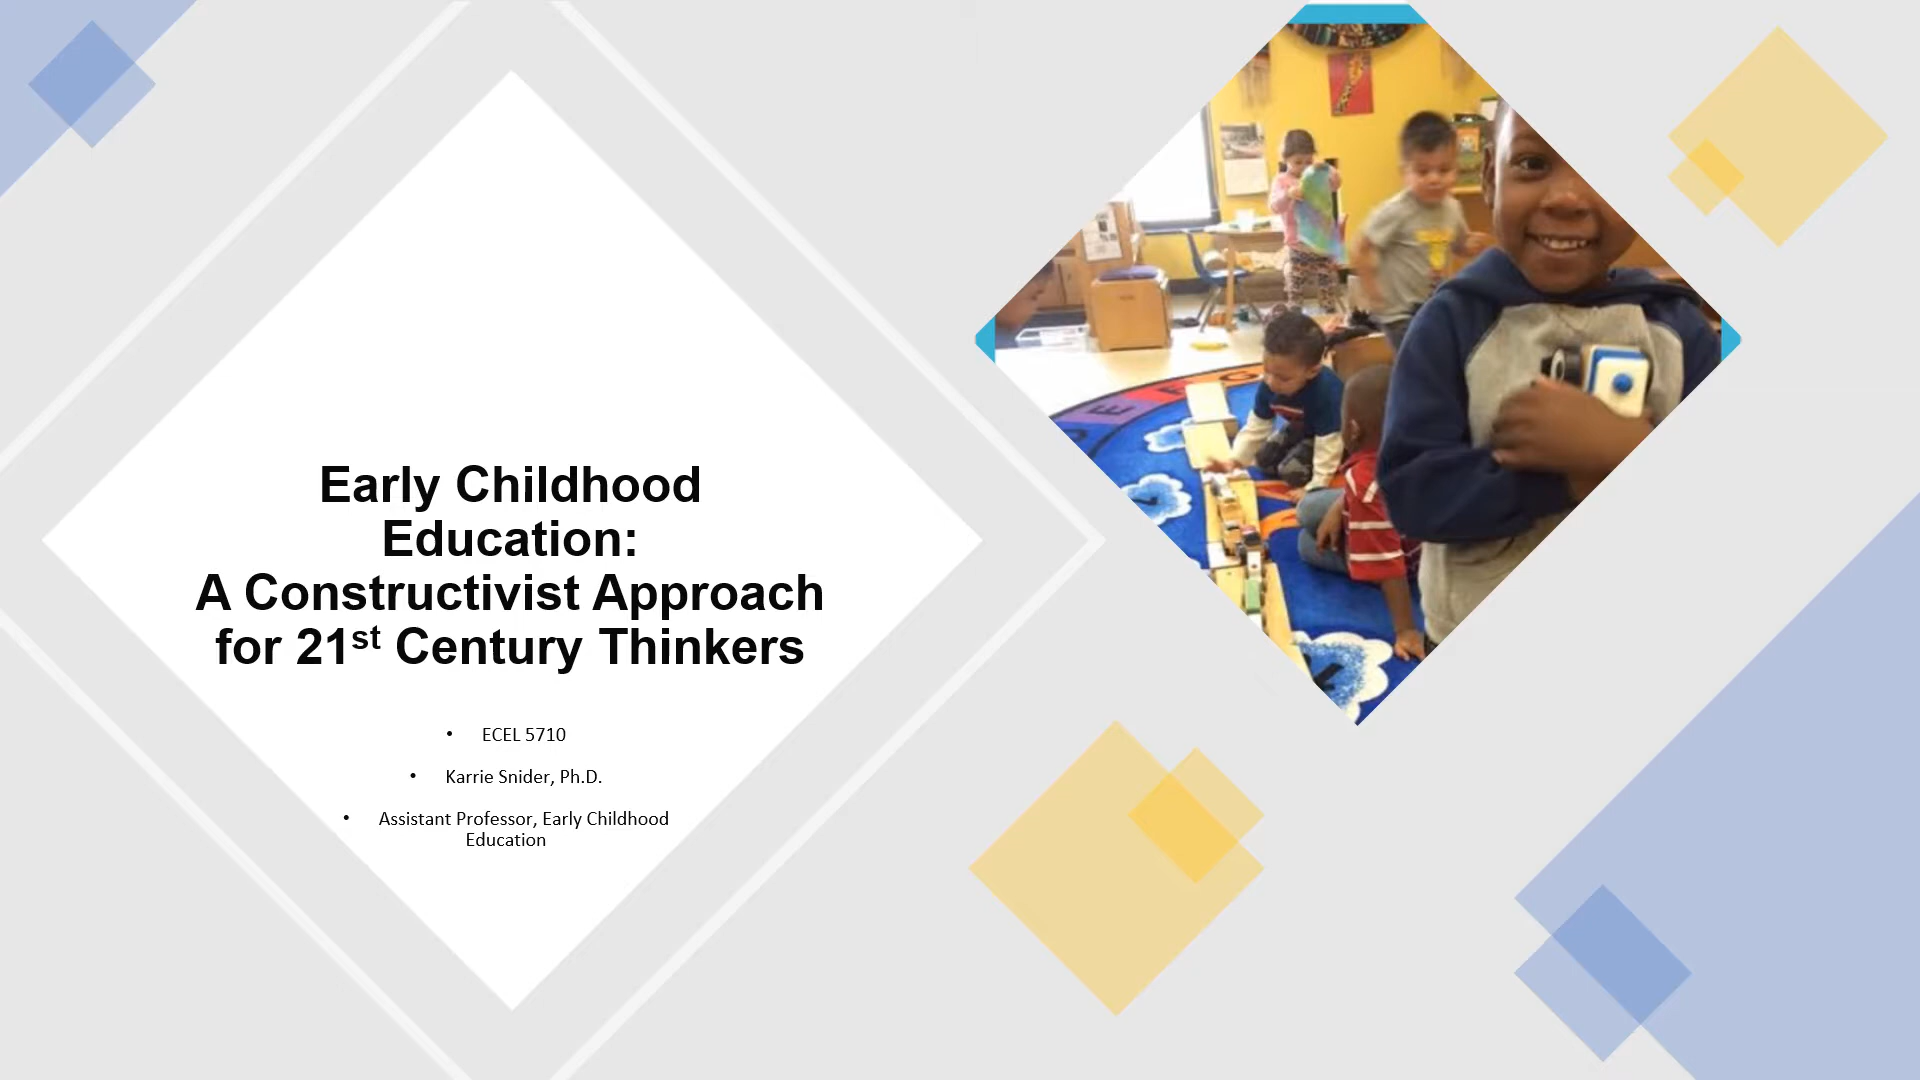 Early Childhood
Education:
A Constructivist Approach
for 21st Century Thinkers
• ECEL 5710
• Karrie Snider, Ph.D.
• Assistant Professor, Early Childhood
Education
E
F
G